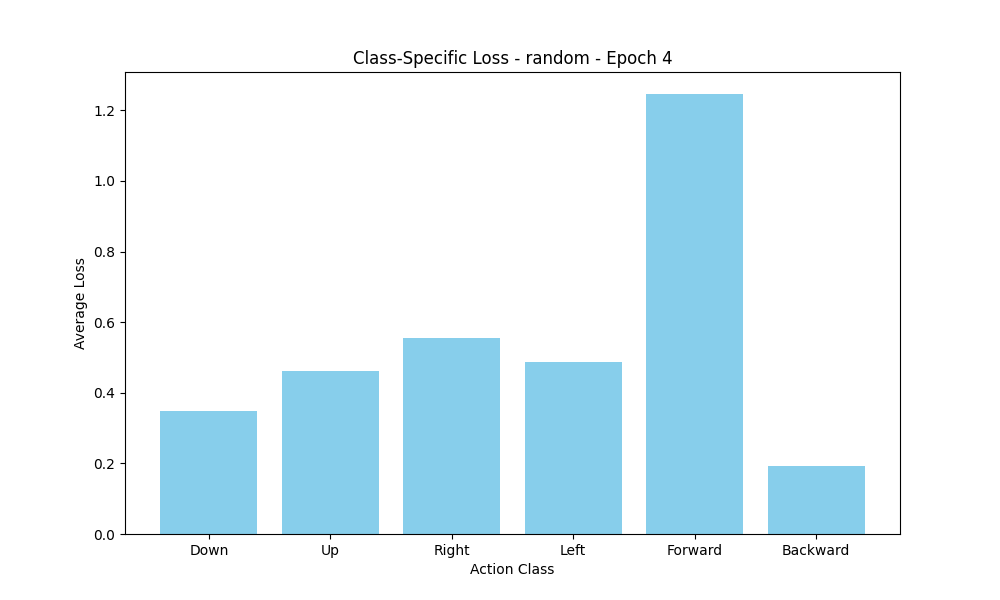 Class-Specific Loss - random - Epoch 4
Average Loss
1.2
1.0
0.8
0.6
0.4
0.2
0.0
Down Up Right Left Forward Backward
Action Class